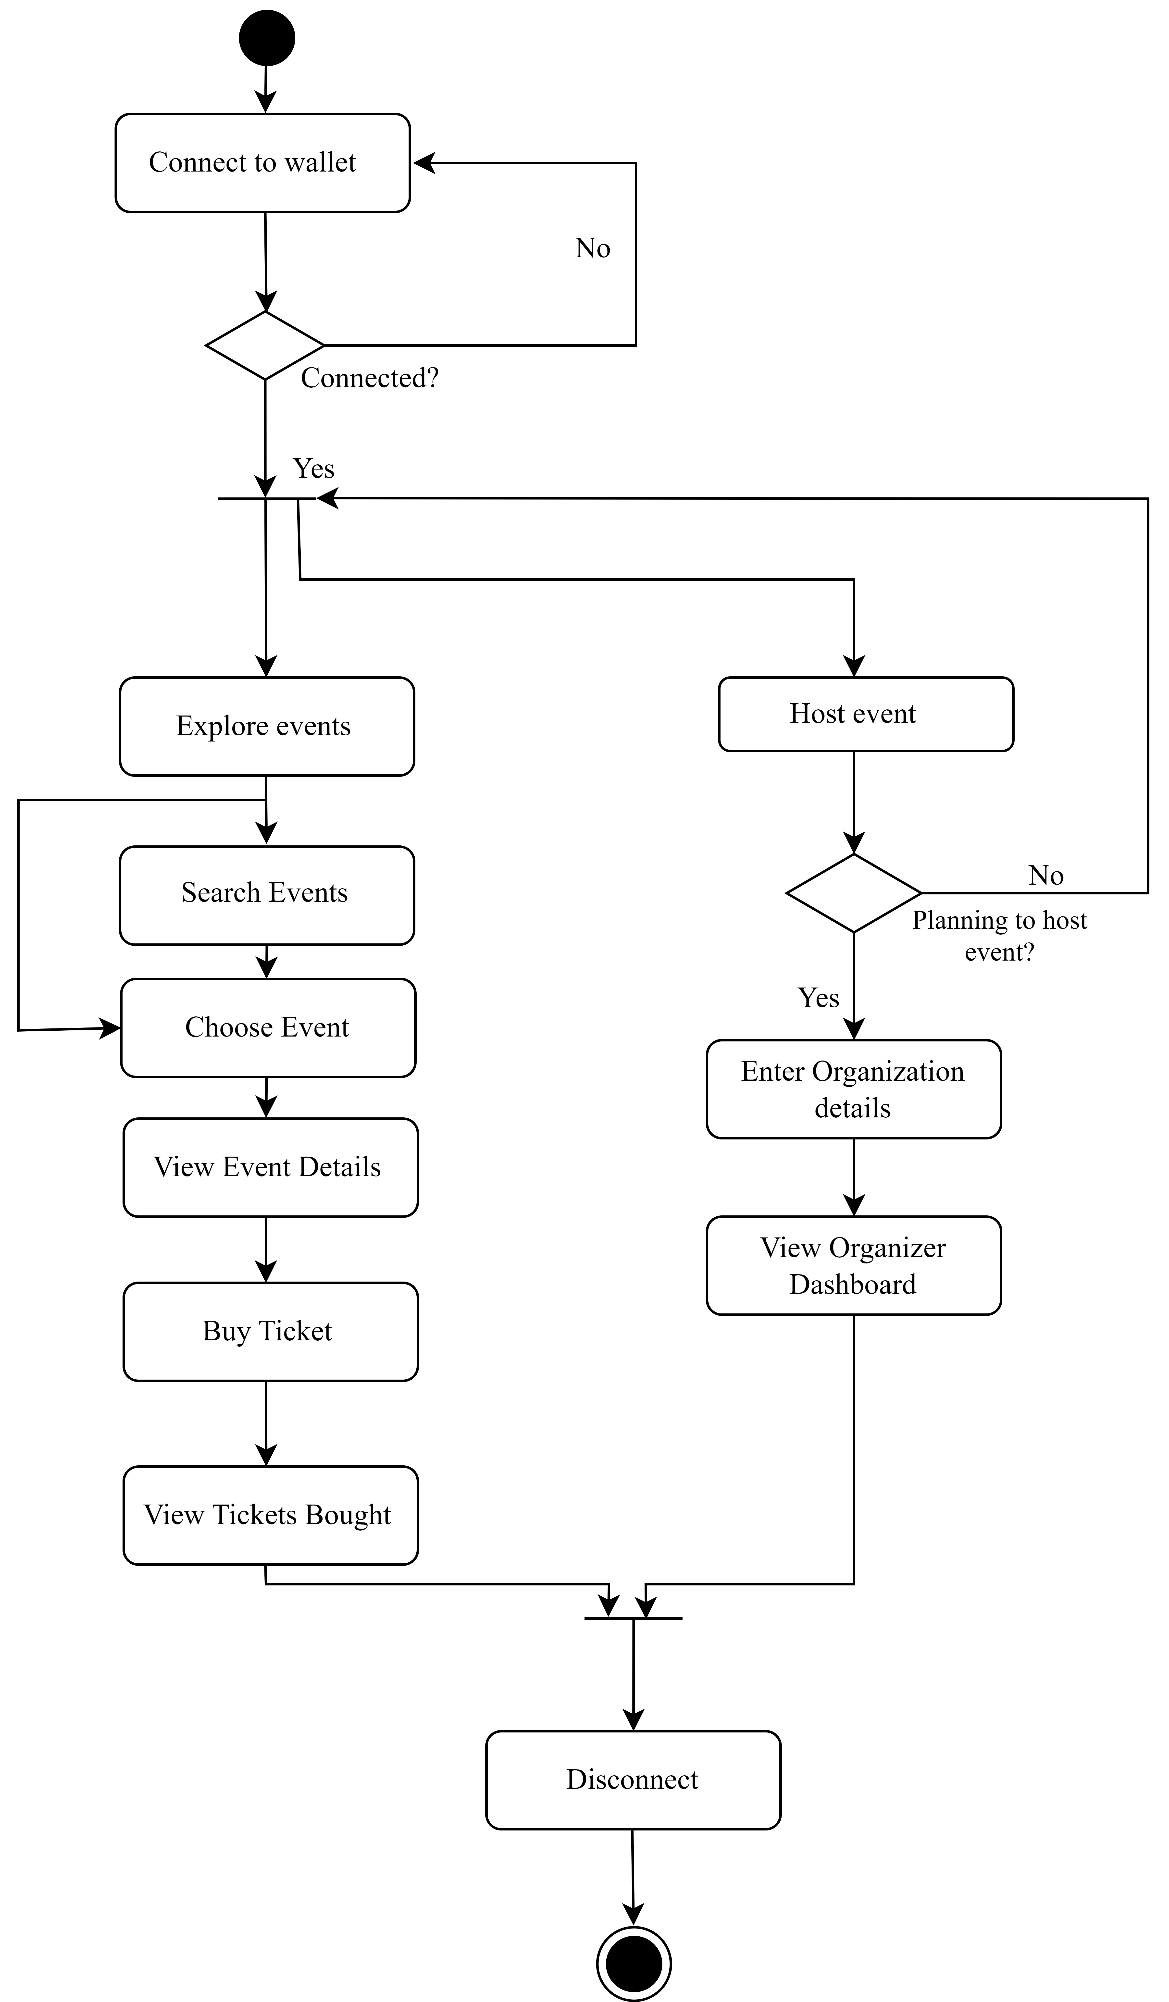 Connect to wallet
No
Connected?
Yes
Explore events
Host event
Search Events
No
Planning to host
event?
Choose Event
Yes
Enter Organization
details
View Event Details
View Organizer
Dashboard
Buy Ticket
View Tickets Bought
Disconnect